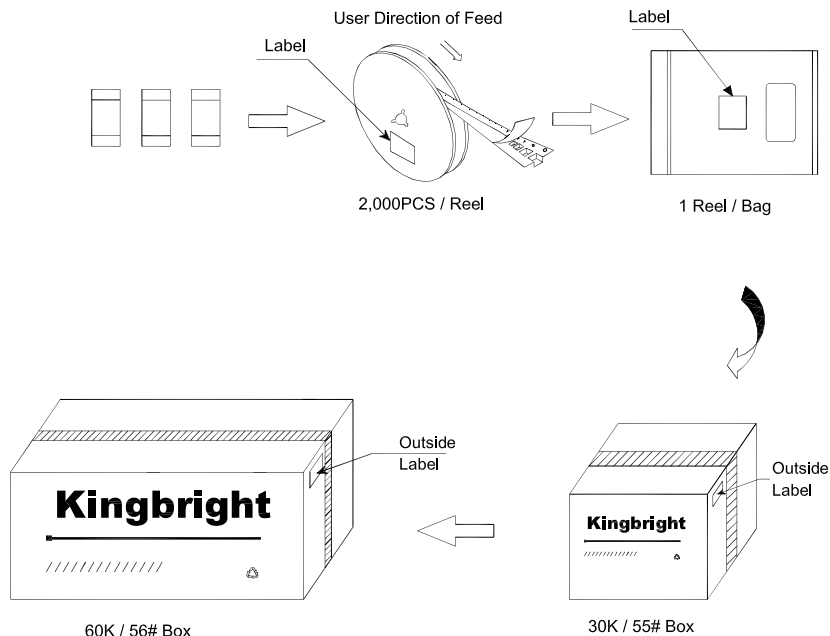 User Direction of Feed
Label
Label
2,000PCS / Reel
1 Reel / Bag
Outside
Label
Kingbright
60K / 56# Box
Outside
Label
Kingbright
30K / 55# Box